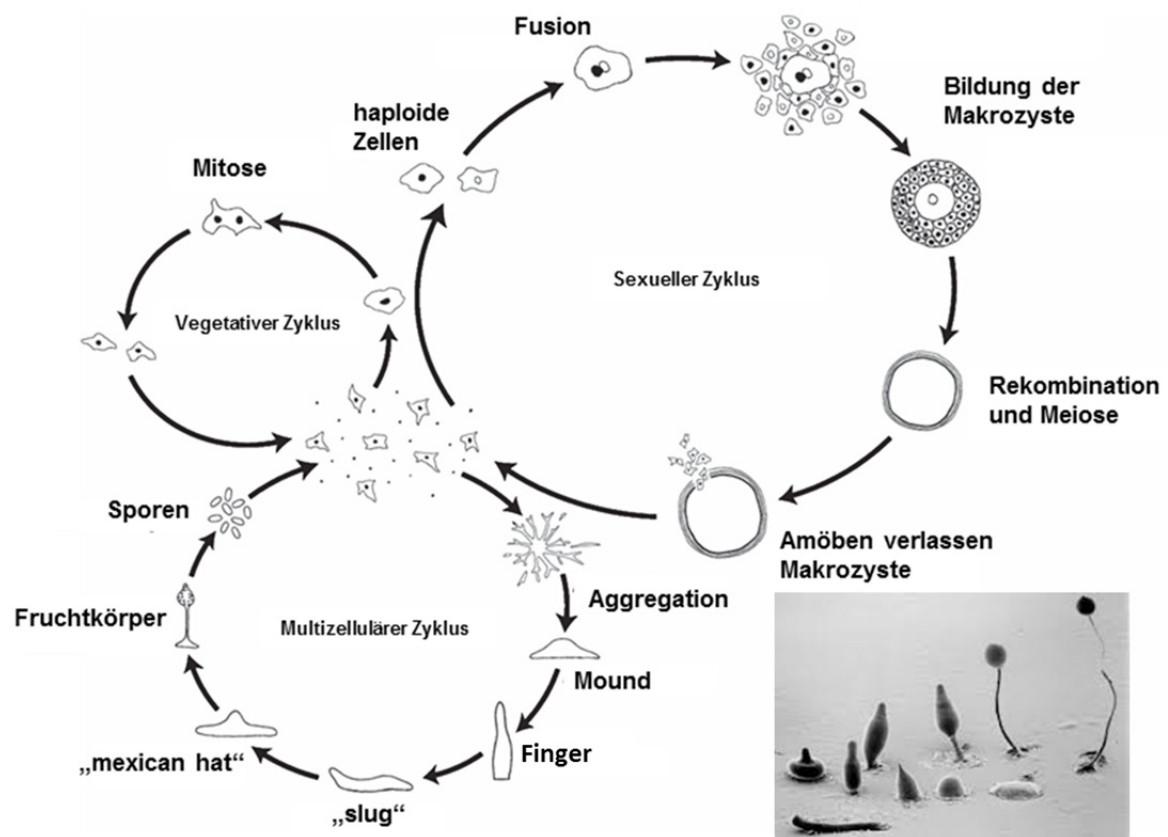 Fusion
Bildung der
Makrozyste
haploide
Zellen
Mitose
Sexueller Zyklus
Vegetativer Zyklus
Rekombination
und Meiose
Sporen
Amöben verlassen
Makrozyste
Aggregation
Fruchtkörper
Multizellulärer Zyklus
Mound
Finger
„mexican hat“
„slug“